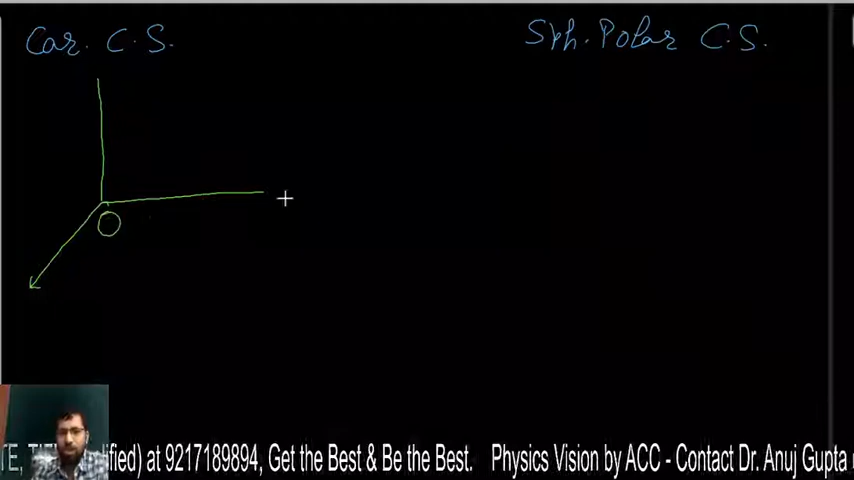 Car. C.S.
Sph. Polar C.S.
O
fied) at 9217189894, Get the Best & Be the Best. Physics Vision by ACC - Contact Dr. Anuj Gupta